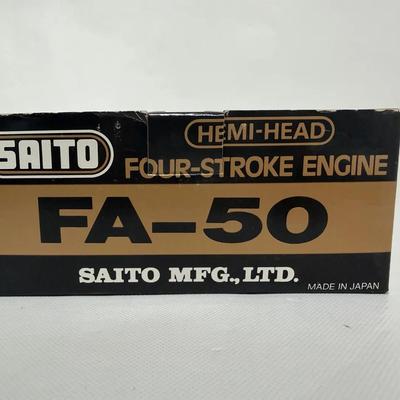 SAITO
HEMI-HEAD
FOUR-STROKE ENGINE
FA-50
SAITO MFG.,LTD.
MADE IN JAPAN